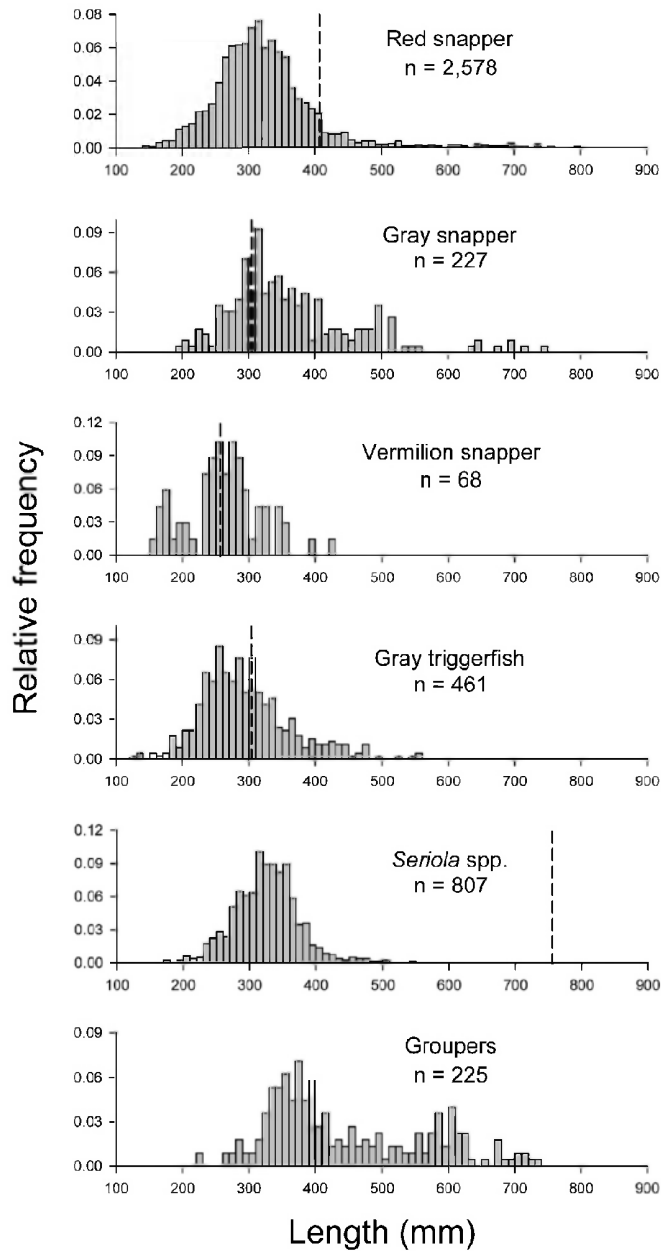 0.08
0.06
0.04
0.02
0.00
Red snapper
n = 2,578
100 200 300 400 500 600 700 800 900
0.09
0.06
0.03
0.00
Gray snapper
n = 227
100 200 300 400 500 600 700 800 900
0.12
0.09
0.06
0.03
0.00
Vermilion snapper
n = 68
100 200 300 400 500 600 700 800 900
Relative frequency
0.09
0.06
0.03
0.00
Gray triggerfish
n = 461
100 200 300 400 500 600 700 800 900
0.12
0.09
0.06
0.03
0.00
Seriola spp.
n = 807
100 200 300 400 500 600 700 800 900
0.09
0.06
0.03
0.00
Groupers
n = 225
100 200 300 400 500 600 700 800 900
Length (mm)